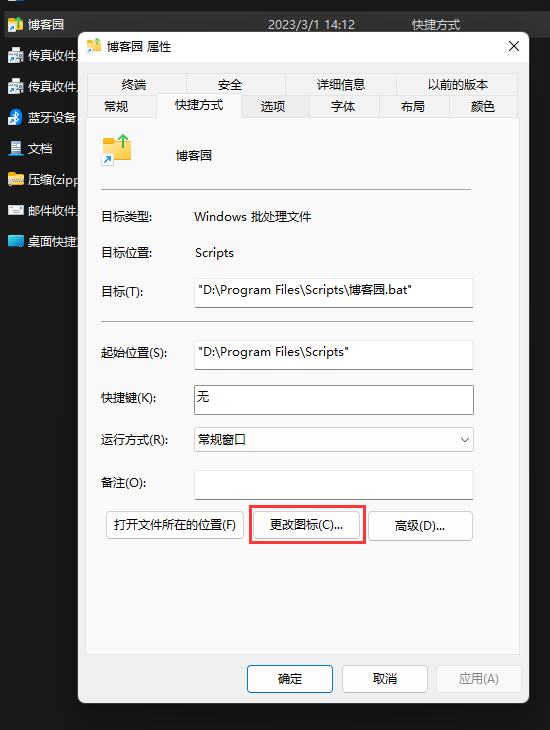 博客园 2023/3/1 14:12 快捷方式
传真收件
传真收件
蓝牙设备
文档
压缩(zipp
邮件收件
桌面快捷
博客园 属性
终端 安全 详细信息 以前的版本
常规 快捷方式 选项 字体 布局 颜色
博客园
目标类型: Windows 批处理文件
目标位置: Scripts
目标(T): "D:\Program Files\Scripts\博客园.bat"
起始位置(S): "D:\Program Files\Scripts"
快捷键(K): 无
运行方式(R): 常规窗口
备注(O):
打开文件所在的位置(F) 更改图标(C)... 高级(D)...
确定 取消 应用(A)